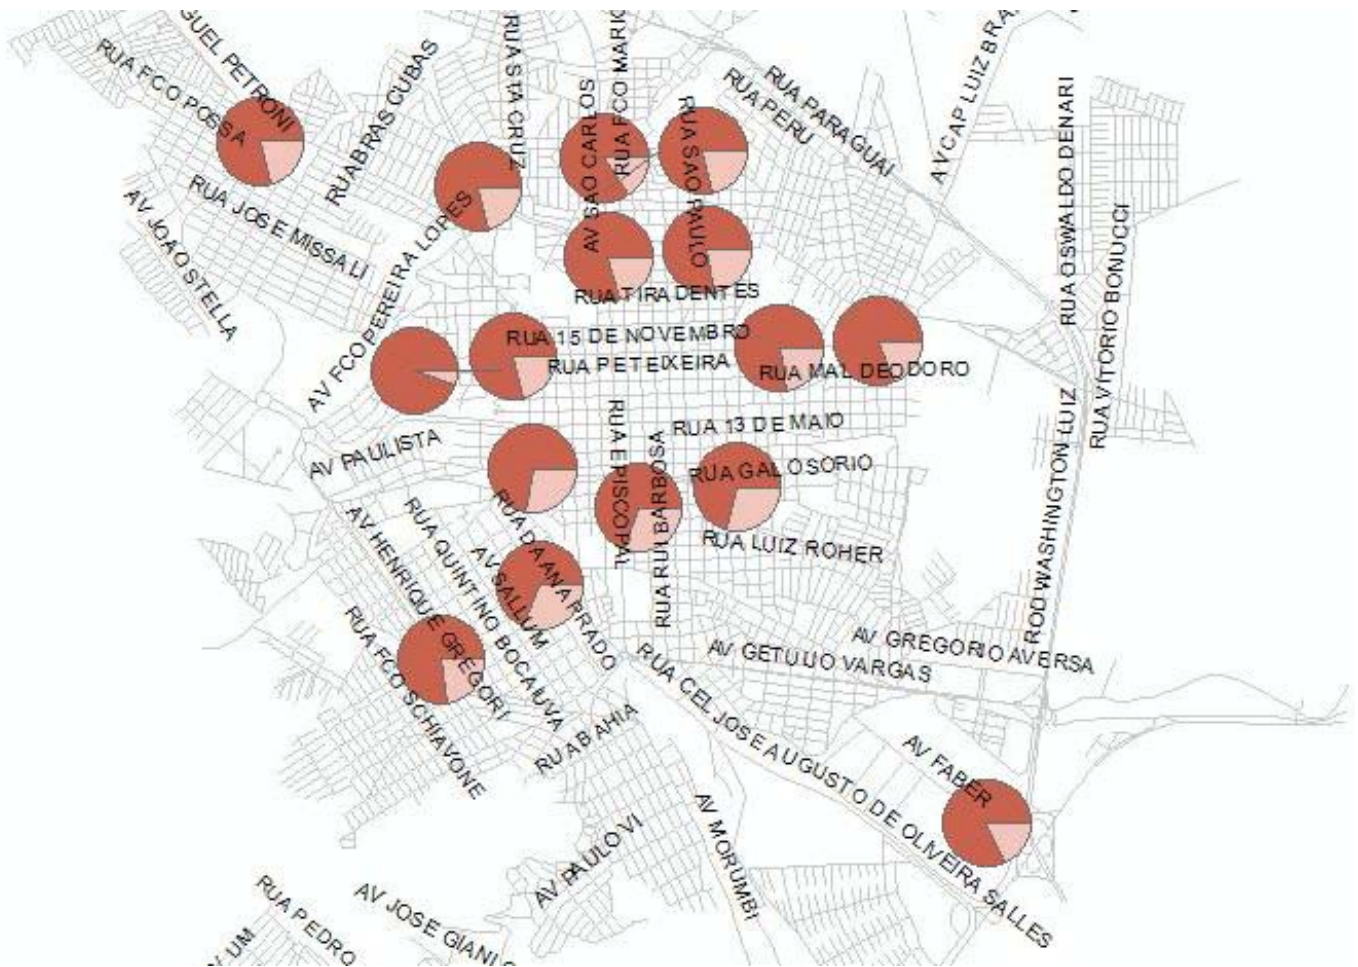 GUEL PETRONI
RUA FCO POSSA
RUA BRAS CUBAS
RUA STA CRUZ
AV SAO CARLOS
RUA FCO MARIC
RUA SAO PAULO
RUA PERU
RUA PARAGUAI
AV CAP LUIZ BRA
RUA OSWALDO DENARI
RUA VITORIO BONUCCI
AV JOAO STELLA
RUA JOSE MISSALI
AV FCO PEREIRA LOPES
RUA TIRADENTES
RUA 15 DE NOVEMBRO
RUA PE TEIXEIRA
RUA MAL DEODORO
RUA 13 DE MAIO
AV PAULISTA
RUA EPISCOPAL
RUA RUI BARBOSA
RUA GAL OSORIO
RUA LUIZ ROHER
ROD WASHINGTON LUIZ
AV HENRIQUE GREGORI
RUA QUINTINO BOCAIUVA
AV SALLUM
RUA DA ANA PRADO
RUA FCO SCHIAVONE
AV GREGORIO AVERSA
AV GETULIO VARGAS
RUA CEL JOSE AUGUSTO DE OLIVEIRA SALLES
RUA BAHIA
AV FABER
AV MORUMBI
AV PAULO VI
RUA PEDRO
AV JOSE GIANI
UM